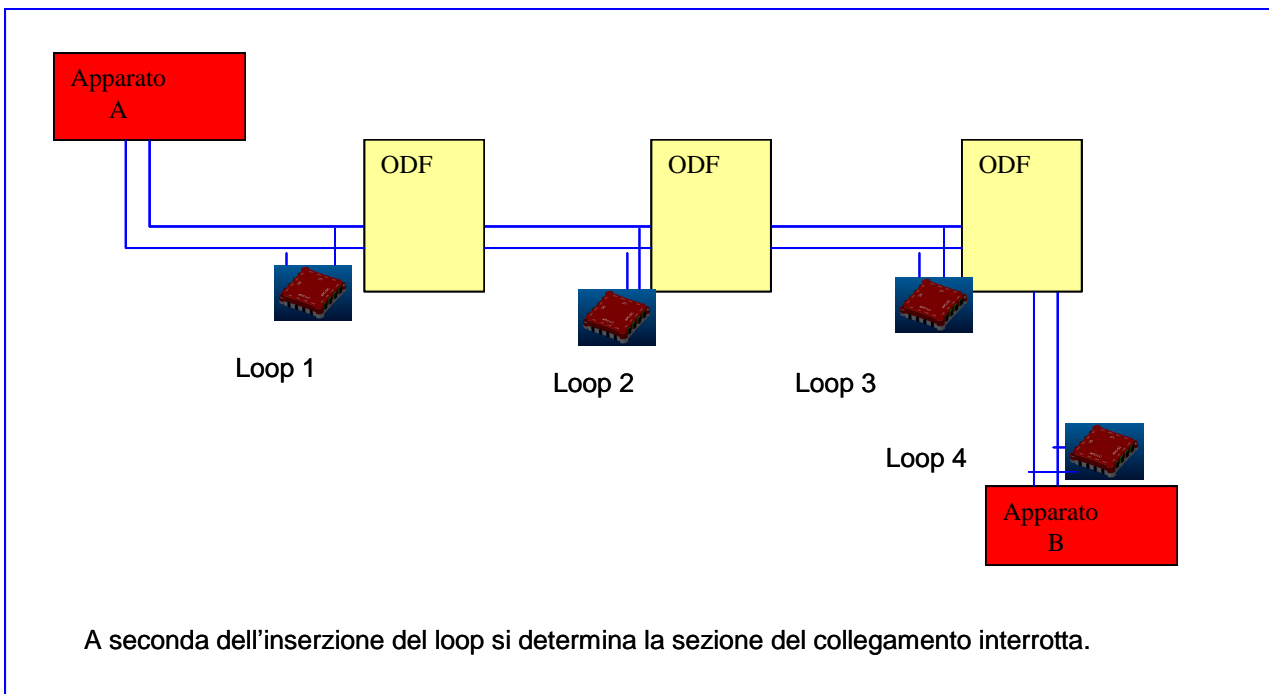 Apparato
A
ODF
ODF
ODF
Loop 1
Loop 2
Loop 3
Loop 4
Apparato
B
A seconda dell’inserzione del loop si determina la sezione del collegamento interrotta.